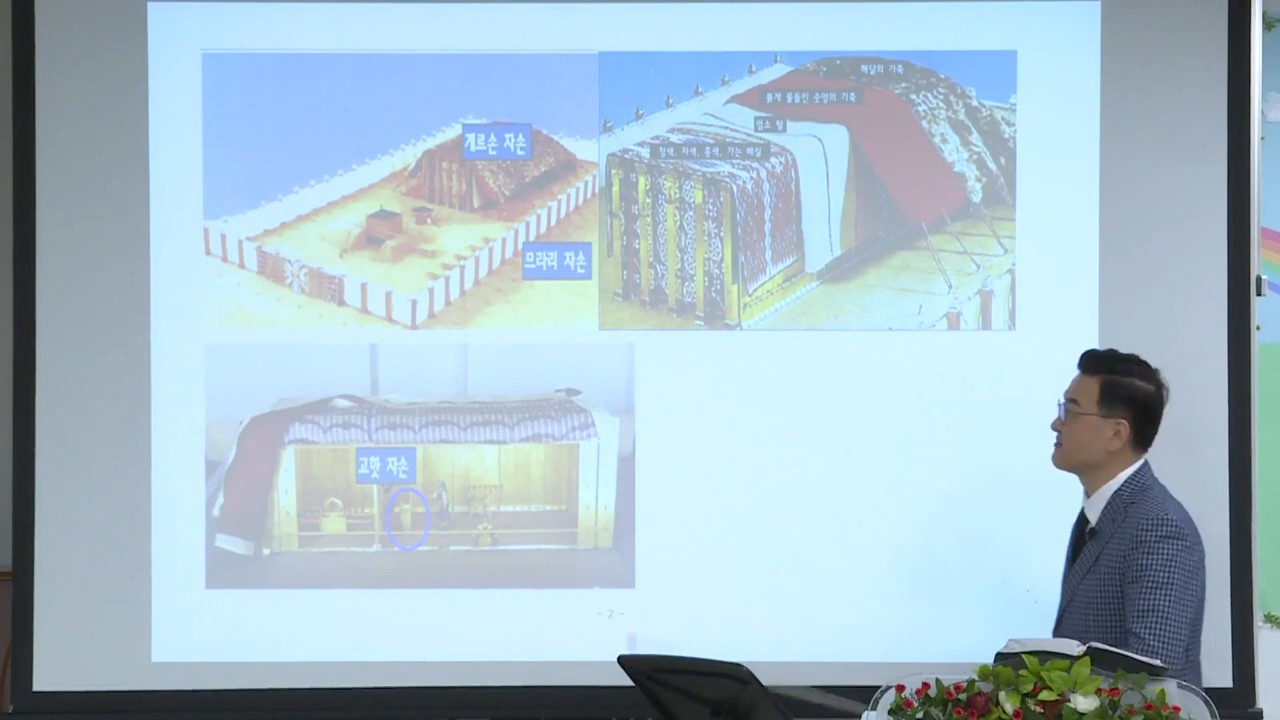 게르손 자손
므라리 자손
해달의 가죽
붉게 물들인 숫양의 가죽
염소 털
청색, 자색, 홍색, 가는 베실
고핫 자손
- 2 -